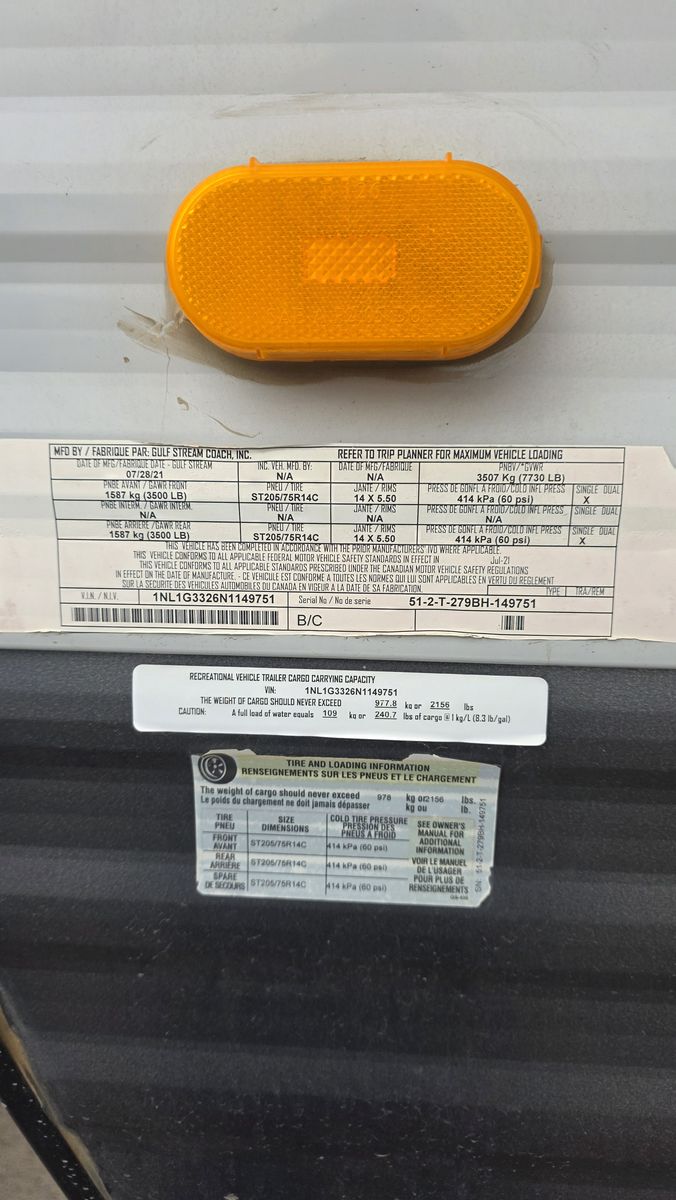 MFD BY / FABRIQUE PAR: GULF STREAM COACH, INC. REFER TO TRIP PLANNER FOR MAXIMUM VEHICLE LOADING
DATE OF MFG/FABRIQUE DATE - GULF STREAM INC. VEH. MFD. BY: DATE OF MFG/FABRIQUE PNBV/*GVWR
07/28/21 N/A N/A 3507 Kg (7730 LB)
PNBE AVANT / GAWR FRONT PNEU / TIRE JANTE / RIMS PRESS DE GONFL A FROID/COLD INFL PRESS SINGLE DUAL
1587 kg (3500 LB) ST205/75R14C 14 X 5.50 414 kPa (60 psi) X
PNBE INTERM. / GAWR INTERM. PNEU / TIRE JANTE / RIMS PRESS DE GONFL A FROID/COLD INFL PRESS SINGLE DUAL
N/A N/A N/A N/A
PNBE ARRIERE/GAWR REAR PNEU / TIRE JANTE / RIMS PRESS DE GONFL A FROID/COLD INFL PRESS SINGLE DUAL
1587 kg (3500 LB) ST205/75R14C 14 X 5.50 414 kPa (60 psi) X
THIS VEHICLE HAS BEEN COMPLETED IN ACCORDANCE WITH THE PRIOR MANUFACTURERS' IVD WHERE APPLICABLE.
THIS VEHICLE CONFORMS TO ALL APPLICABLE FEDERAL MOTOR VEHICLE SAFETY STANDARDS IN EFFECT IN Jul-21
THIS VEHICLE CONFORMS TO ALL APPLICABLE STANDARDS PRESCRIBED UNDER THE CANADIAN MOTOR VEHICLE SAFETY REGULATIONS
IN EFFECT ON THE DATE OF MANUFACTURE. - CE VEHICULE EST CONFORME A TOUTES LES NORMES QUI LUI SONT APPLICABLES EN VERTU DU REGLEMENT
SUR LA SECURITE DES VEHICULES AUTOMOBILES DU CANADA EN VIGEUR A LA DATE DE SA FABRICATION.
TYPE TRA/REM
V.I.N. / N.I.V. 1NL1G3326N1149751 Serial No / No de serie 51-2-T-279BH-149751
B/C
RECREATIONAL VEHICLE TRAILER CARGO CARRYING CAPACITY
VIN: 1NL1G3326N1149751
THE WEIGHT OF CARGO SHOULD NEVER EXCEED 977.8 kg or 2156 lbs
CAUTION: A full load of water equals 109 kg or 240.7 lbs of cargo @ 1 kg/L (8.3 lb/gal)
TIRE AND LOADING INFORMATION
RENSEIGNEMENTS SUR LES PNEUS ET LE CHARGEMENT
The weight of cargo should never exceed 978 kg or 2156 lbs.
Le poids du chargement ne doit jamais dépasser kg ou lb.
TIRE SIZE COLD TIRE PRESSURE
PNEU DIMENSIONS PRESSION DES PNEUS A FROID
FRONT AVANT ST205/75R14C 414 kPa (60 psi)
REAR ARRIÈRE ST205/75R14C 414 kPa (60 psi)
SPARE DE SECOURS ST205/75R14C 414 kPa (60 psi)
SEE OWNER'S
MANUAL FOR
ADDITIONAL
INFORMATION
VOIR LE MANUEL
DE L'USAGER
POUR PLUS DE
RENSEIGNEMENTS
S/N: 51-2-T-279BH-149751